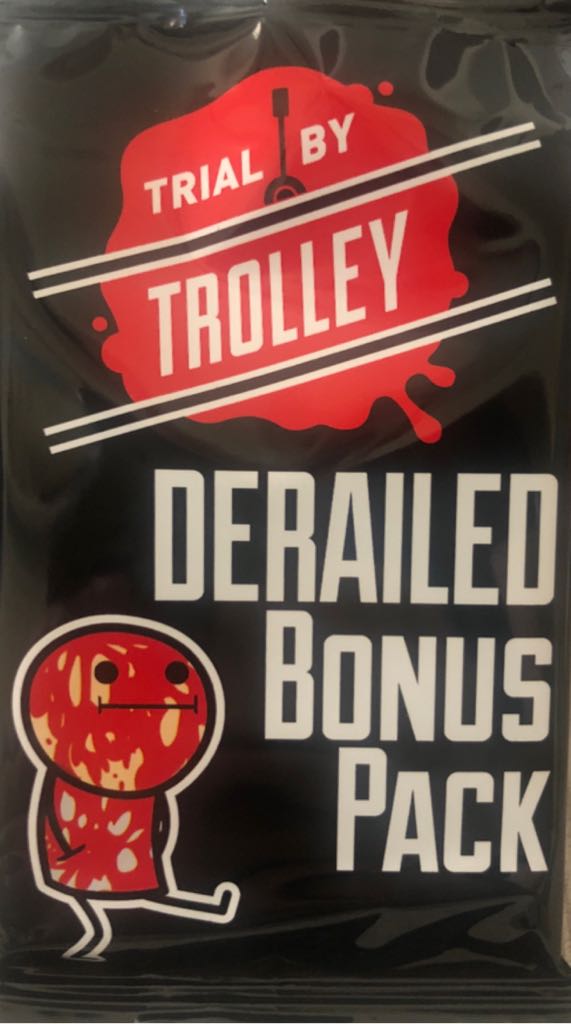 TRIAL BY
TROLLEY
DERAILED
BONUS
PACK